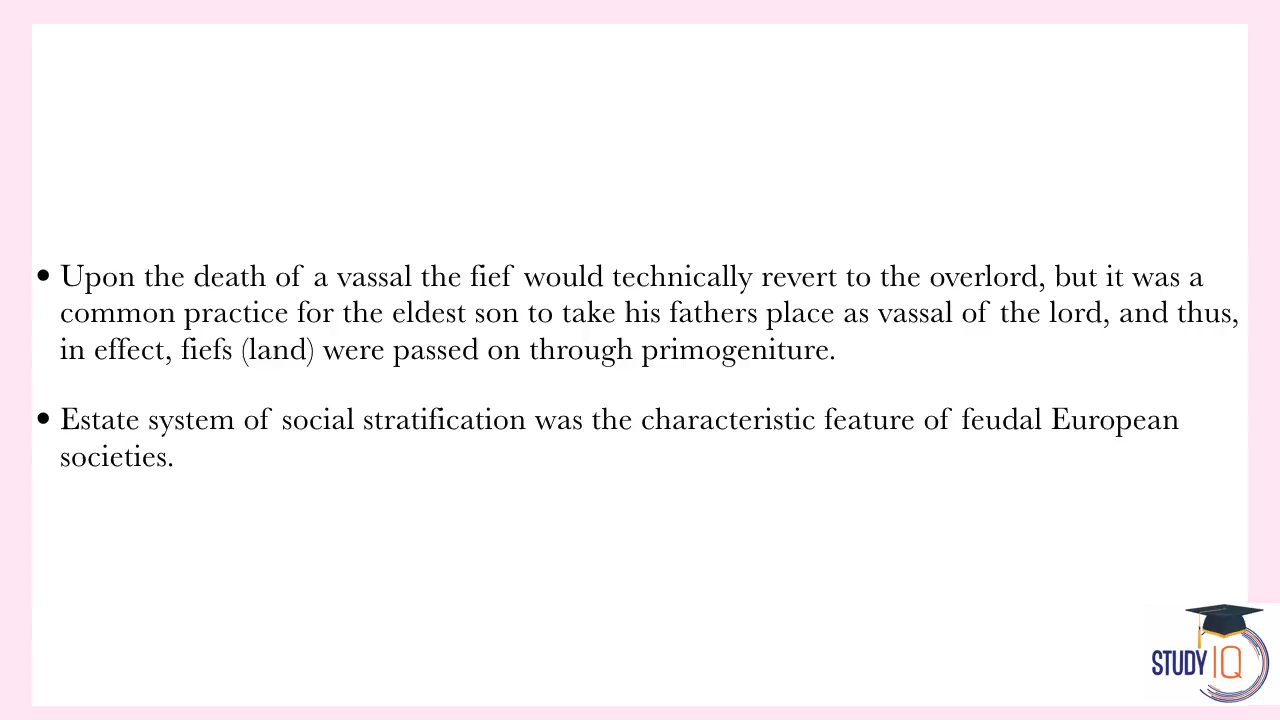 • Upon the death of a vassal the fief would technically revert to the overlord, but it was a
common practice for the eldest son to take his fathers place as vassal of the lord, and thus,
in effect, fiefs (land) were passed on through primogeniture.
• Estate system of social stratification was the characteristic feature of feudal European
societies.
STUDY IQ